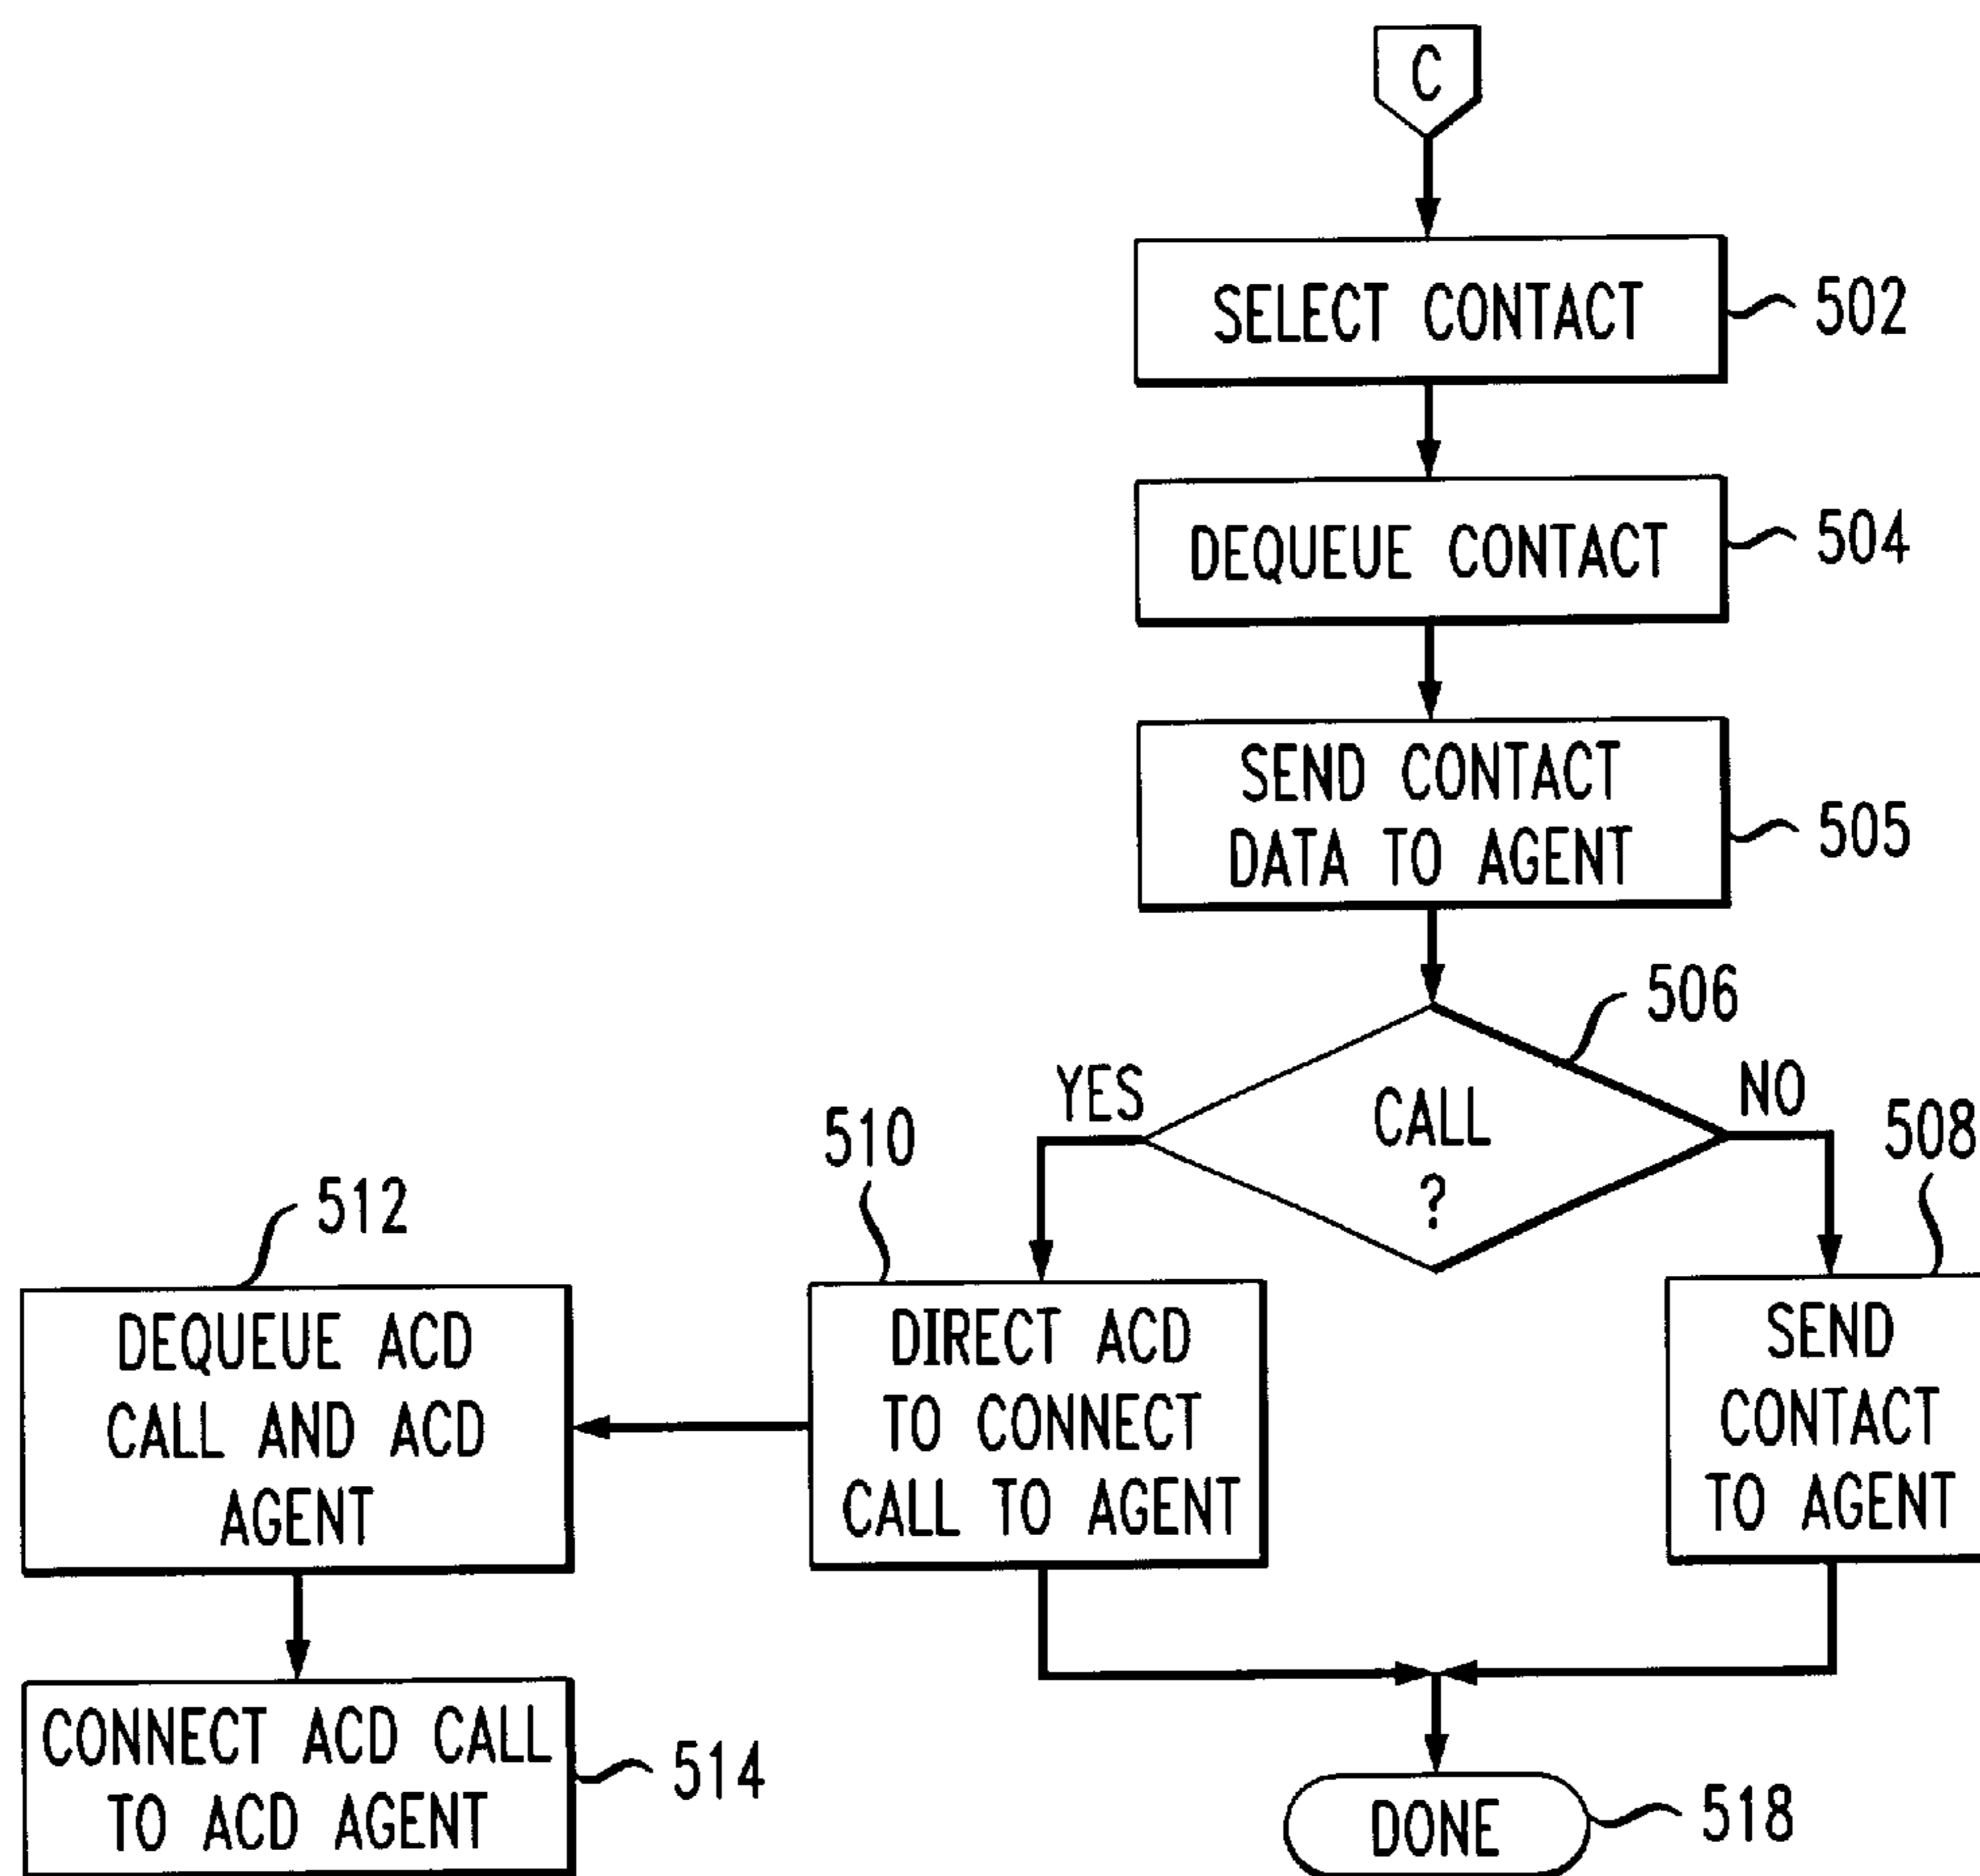 C
SELECT CONTACT
502
DEQUEUE CONTACT
504
SEND CONTACT
DATA TO AGENT
505
506
CALL
?
YES
NO
510
508
512
DEQUEUE ACD
CALL AND ACD
AGENT
DIRECT ACD
TO CONNECT
CALL TO AGENT
SEND
CONTACT
TO AGENT
CONNECT ACD CALL
TO ACD AGENT
514
DONE
518